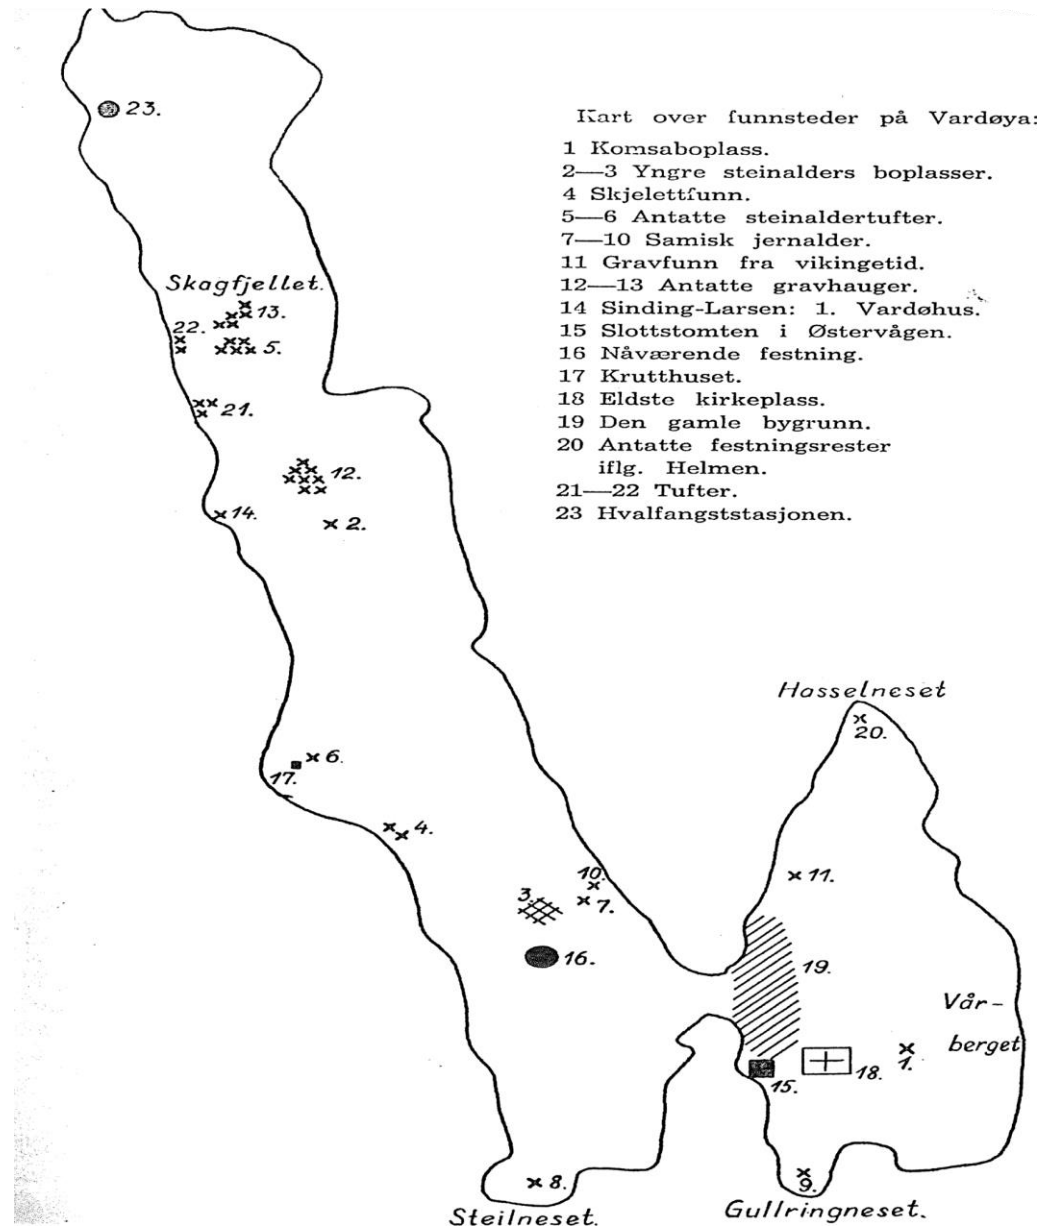 Kart over funnsteder på Vardøya:
1 Komsaboplass.
2—3 Yngre steinalders boplasser.
4 Skjelettfunn.
5—6 Antatte steinaldertufter.
7—10 Samisk jernalder.
11 Gravfunn fra vikingetid.
12—13 Antatte gravhauger.
14 Sinding-Larsen: 1. Vardøhus.
15 Slottstomten i Østervågen.
16 Nåværende festning.
17 Krutthuset.
18 Eldste kirkeplass.
19 Den gamle bygrunn.
20 Antatte festningsrester
iflg. Helmen.
21—22 Tufter.
23 Hvalfangststasjonen.
23.
Skagfjellet.
13.
22.
5.
21.
12.
14.
2.
Hasselneset
20.
6.
17.
4.
10.
11.
3.
7.
16.
19.
Vår-
berget
15.
18.
1.
8.
9.
Steilneset.
Gullringneset.